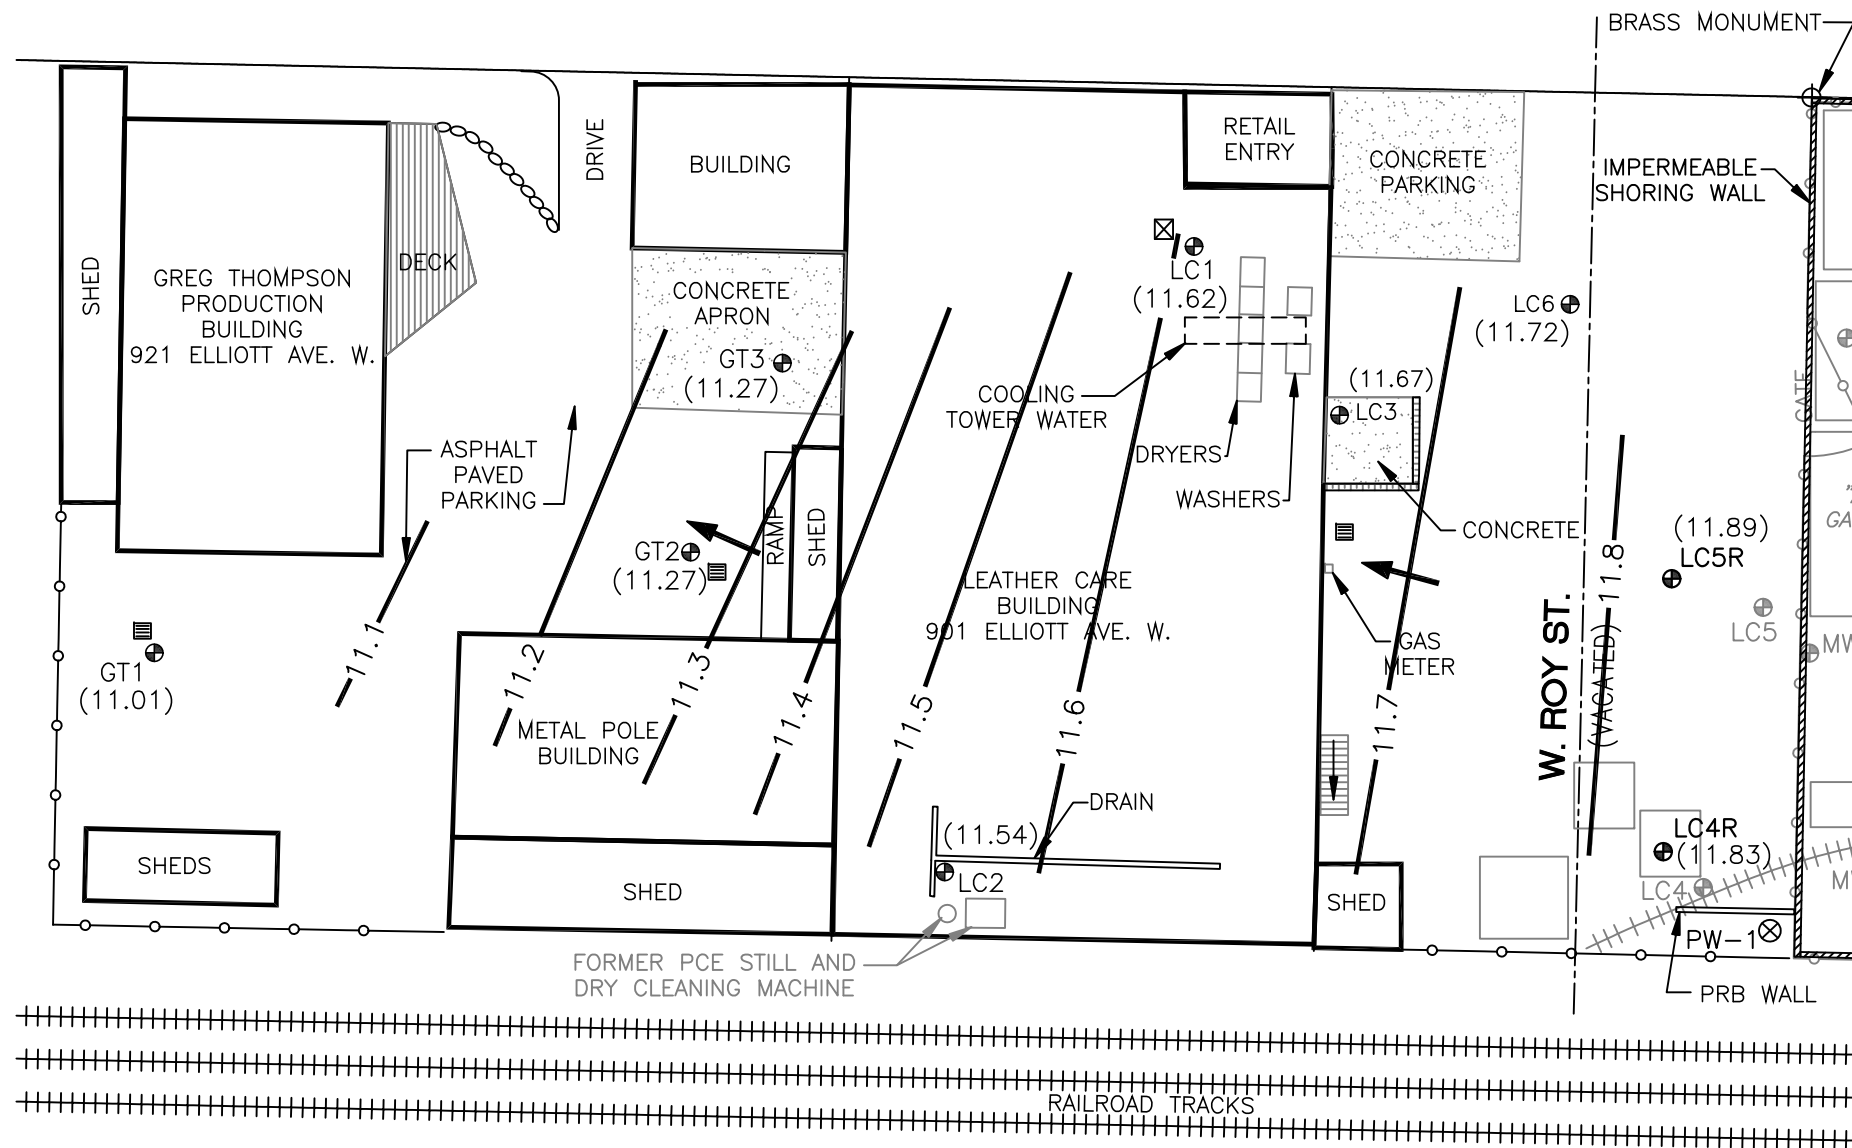 BRASS MONUMENT
SHED
GREG THOMPSON
PRODUCTION
BUILDING
921 ELLIOTT AVE. W.
DECK
DRIVE
BUILDING
RETAIL
ENTRY
CONCRETE
PARKING
IMPERMEABLE
SHORING WALL
CONCRETE
APRON
GT3
(11.27)
LC1
(11.62)
LC6
(11.72)
COOLING
TOWER WATER
DRYERS
WASHERS
(11.67)
LC3
CONCRETE
GATE
GA
ASPHALT
PAVED
PARKING
GT2
(11.27)
RAMP
SHED
LEATHER CARE
BUILDING
901 ELLIOTT AVE. W.
GAS
METER
W. ROY ST.
(VACATED)
(11.89)
LC5R
LC5
MW
GT1
(11.01)
11.1
11.2
11.3
11.4
11.5
11.6
11.7
11.8
METAL POLE
BUILDING
SHEDS
SHED
DRAIN
(11.54)
LC2
SHED
LC4R
(11.83)
LC4
PW-1
PRB WALL
FORMER PCE STILL AND
DRY CLEANING MACHINE
RAILROAD TRACKS